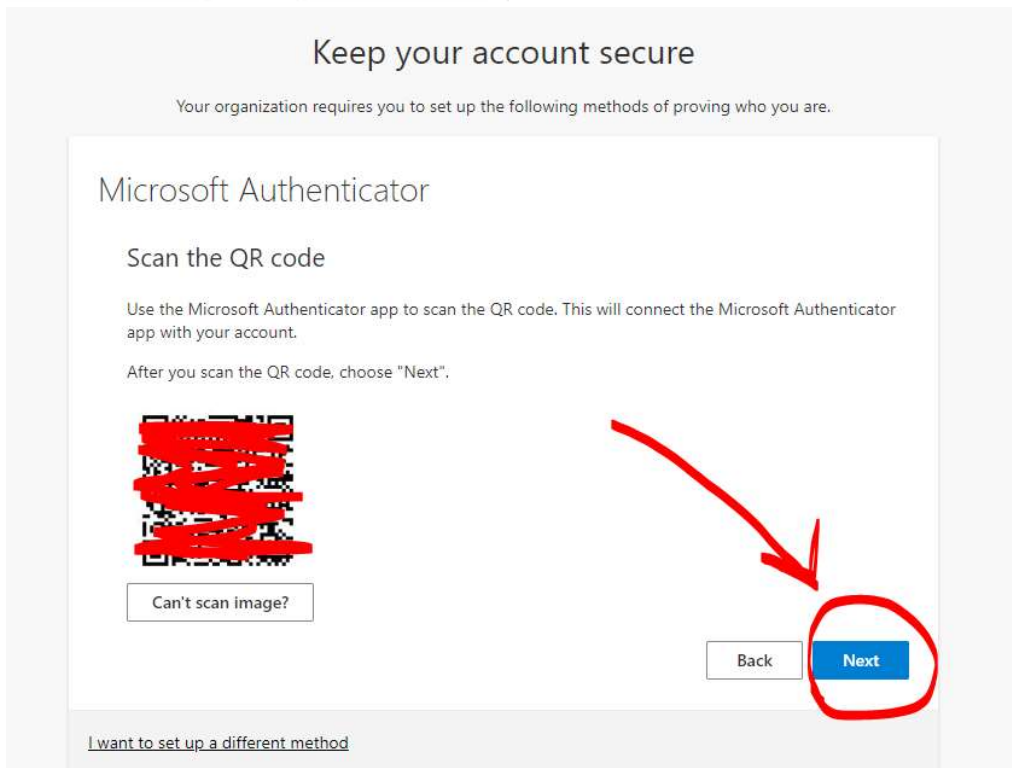 Keep your account secure
Your organization requires you to set up the following methods of proving who you are.
Microsoft Authenticator
Scan the QR code
Use the Microsoft Authenticator app to scan the QR code. This will connect the Microsoft Authenticator
app with your account.
After you scan the QR code, choose "Next".
Can't scan image?
Back
Next
I want to set up a different method